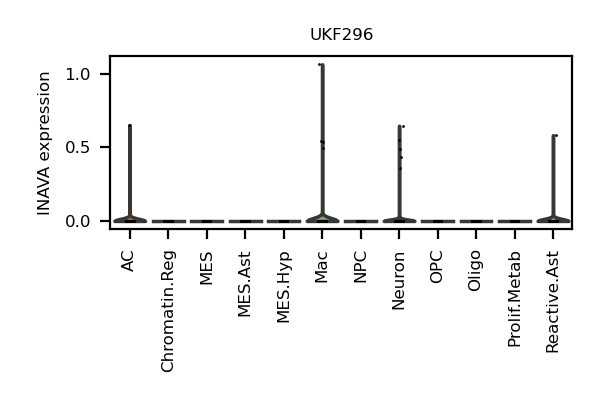 UKF296
INAVA expression
1.0
0.5
0.0
AC
Chromatin.Reg
MES
MES.Ast
MES.Hyp
Mac
NPC
Neuron
OPC
Oligo
Prolif.Metab
Reactive.Ast